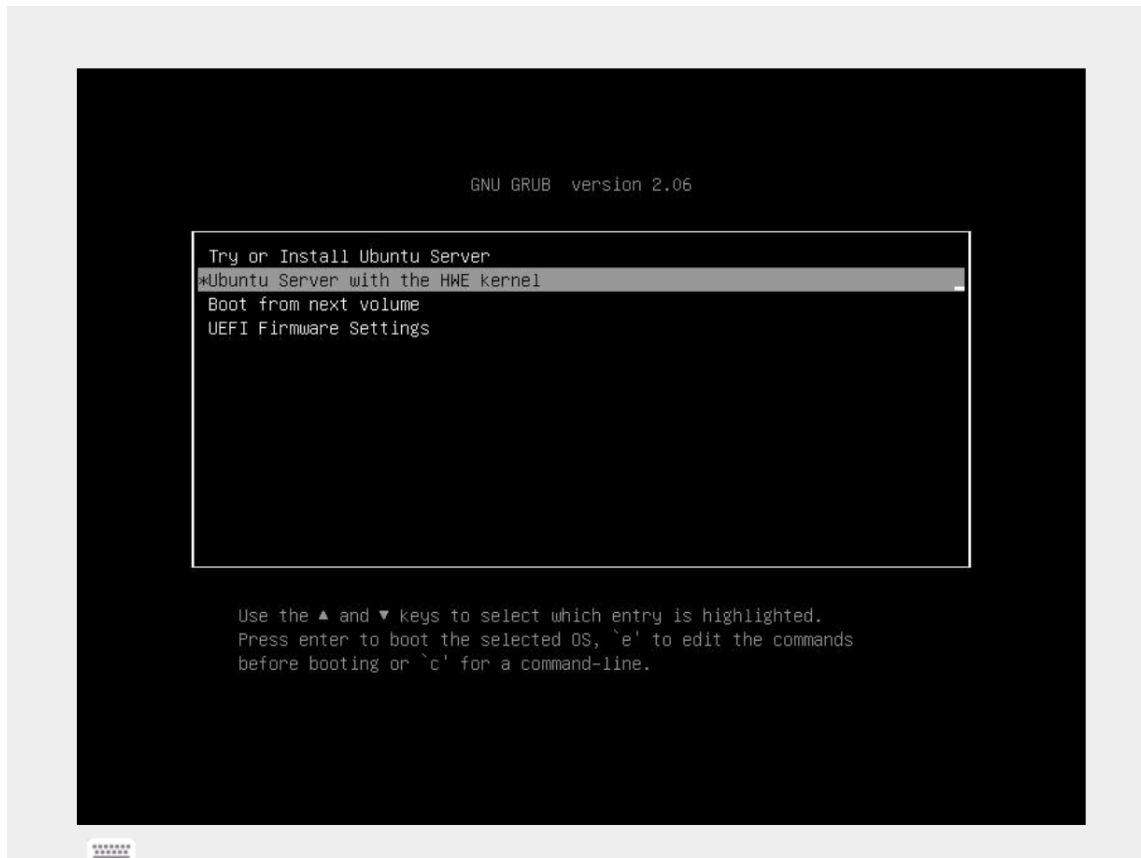 GNU GRUB version 2.06
Try or Install Ubuntu Server
*Ubuntu Server with the HWE kernel
Boot from next volume
UEFI Firmware Settings
Use the ▲ and ▼ keys to select which entry is highlighted.
Press enter to boot the selected OS, `e' to edit the commands
before booting or `c' for a command-line.